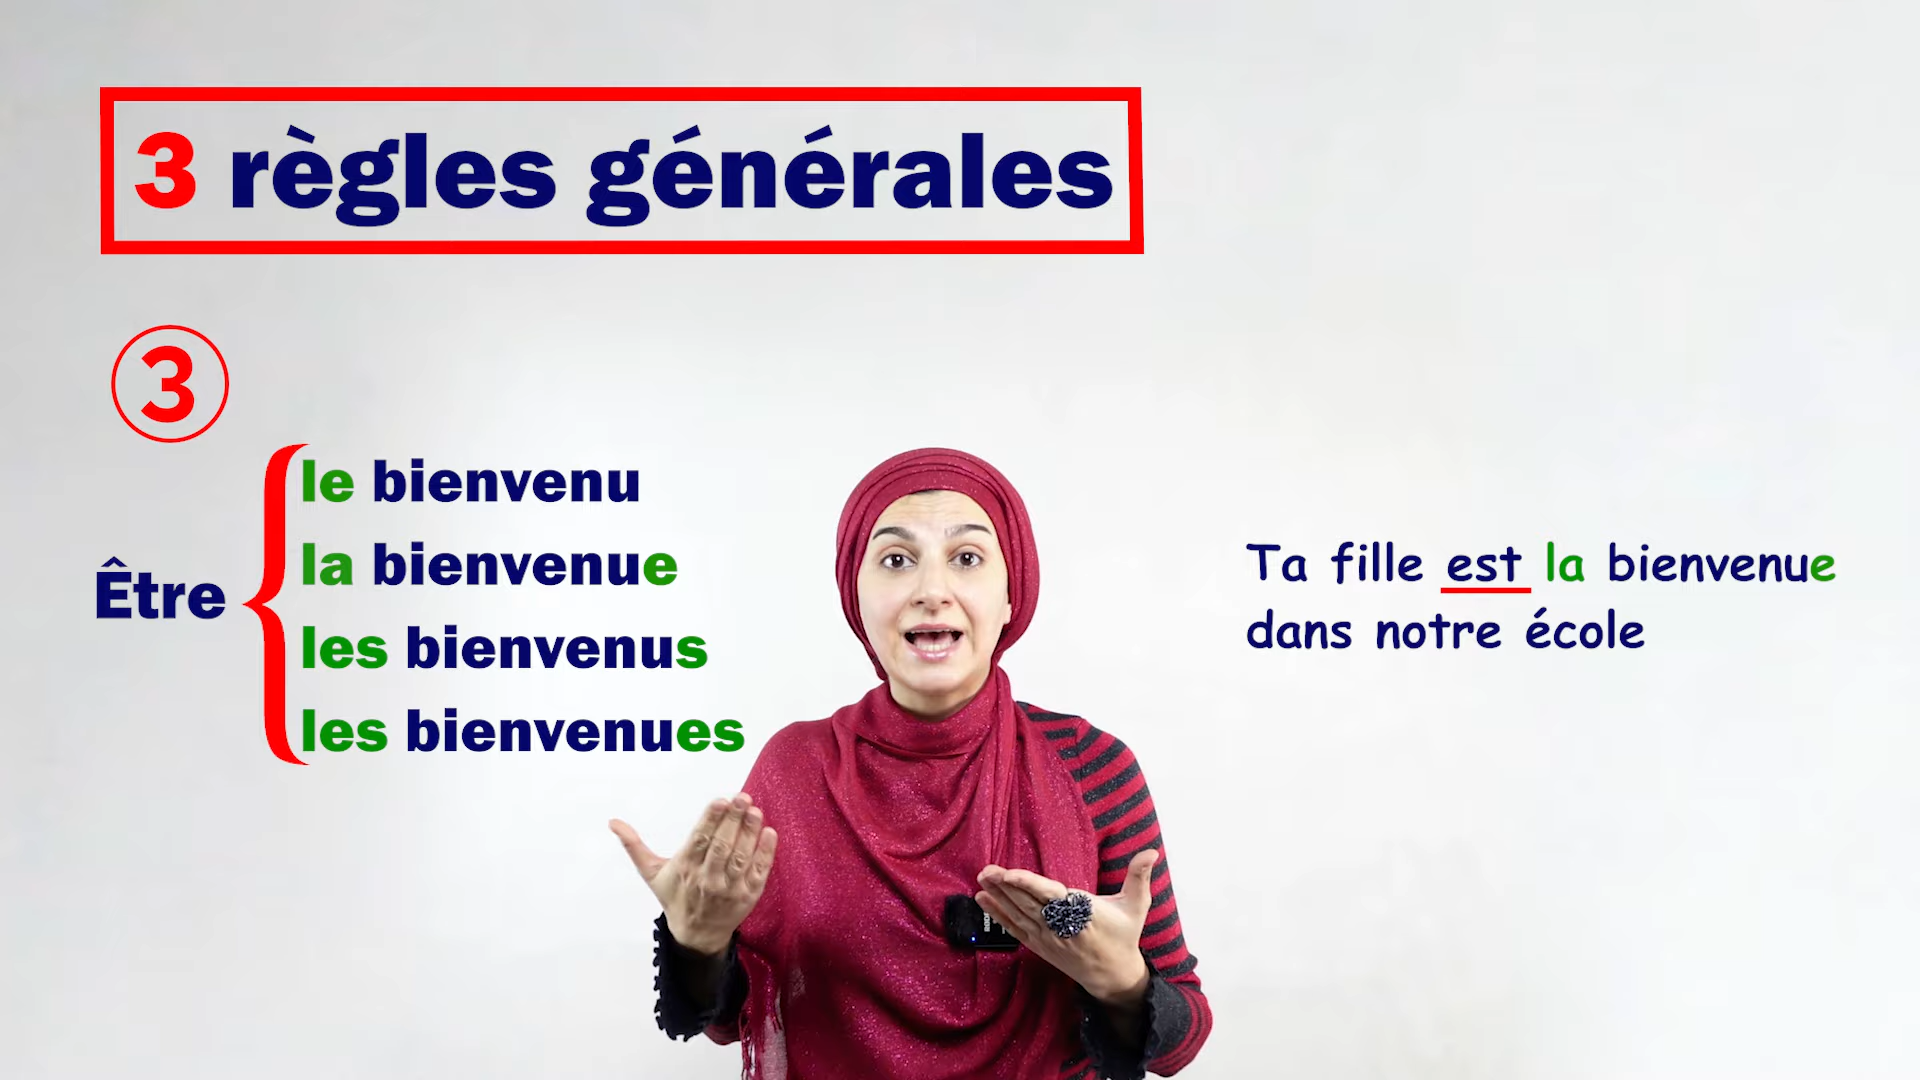 3 règles générales
3
Être
le bienvenu
la bienvenue
les bienvenus
les bienvenues
Ta fille est la bienvenue
dans notre école